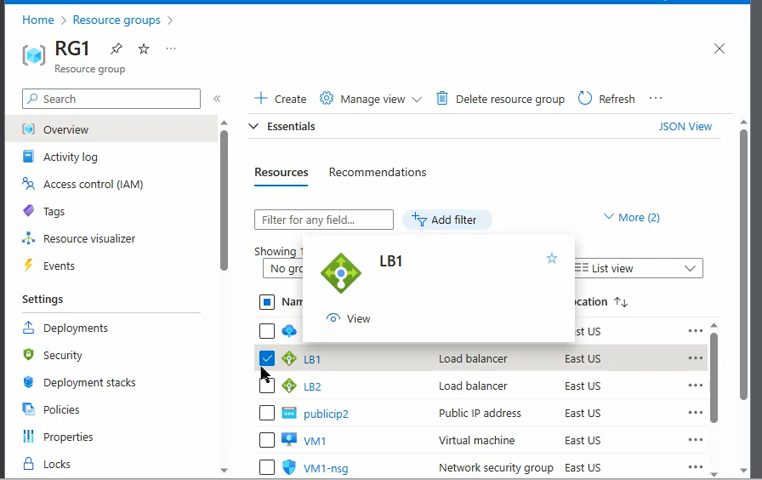 Home > Resource groups >
RG1
Resource group
Search
Create
Manage view
Delete resource group
Refresh
Overview
Activity log
Access control (IAM)
Tags
Resource visualizer
Events
Settings
Deployments
Security
Deployment stacks
Policies
Properties
Locks
Essentials
JSON View
Resources
Recommendations
Filter for any field...
Add filter
More (2)
Showing
No gr
List view
LB1
View
Nam
ocation
st US
LB1 Load balancer East US
LB2 Load balancer East US
publicip2 Public IP address East US
VM1 Virtual machine East US
VM1-nsg Network security group East US